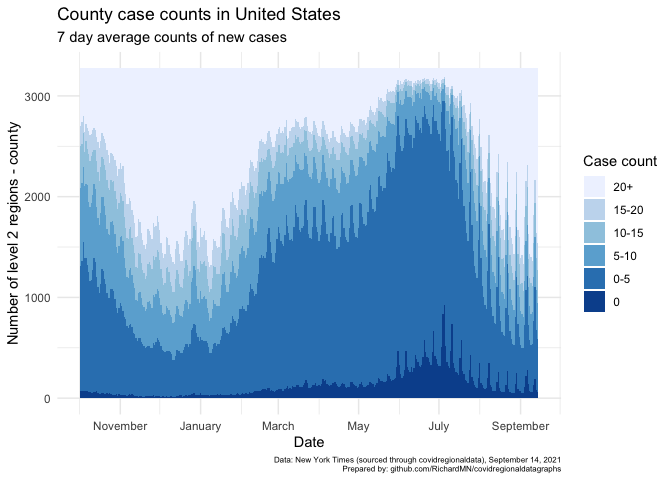 County case counts in United States
7 day average counts of new cases
Number of level 2 regions - county
3000
2000
1000
0
November
January
March
May
July
September
Date
Case count
20+
15-20
10-15
5-10
0-5
0
Data: New York Times (sourced through covidregionaldata), September 14, 2021
Prepared by: github.com/RichardMN/covidregionaldatagraphs